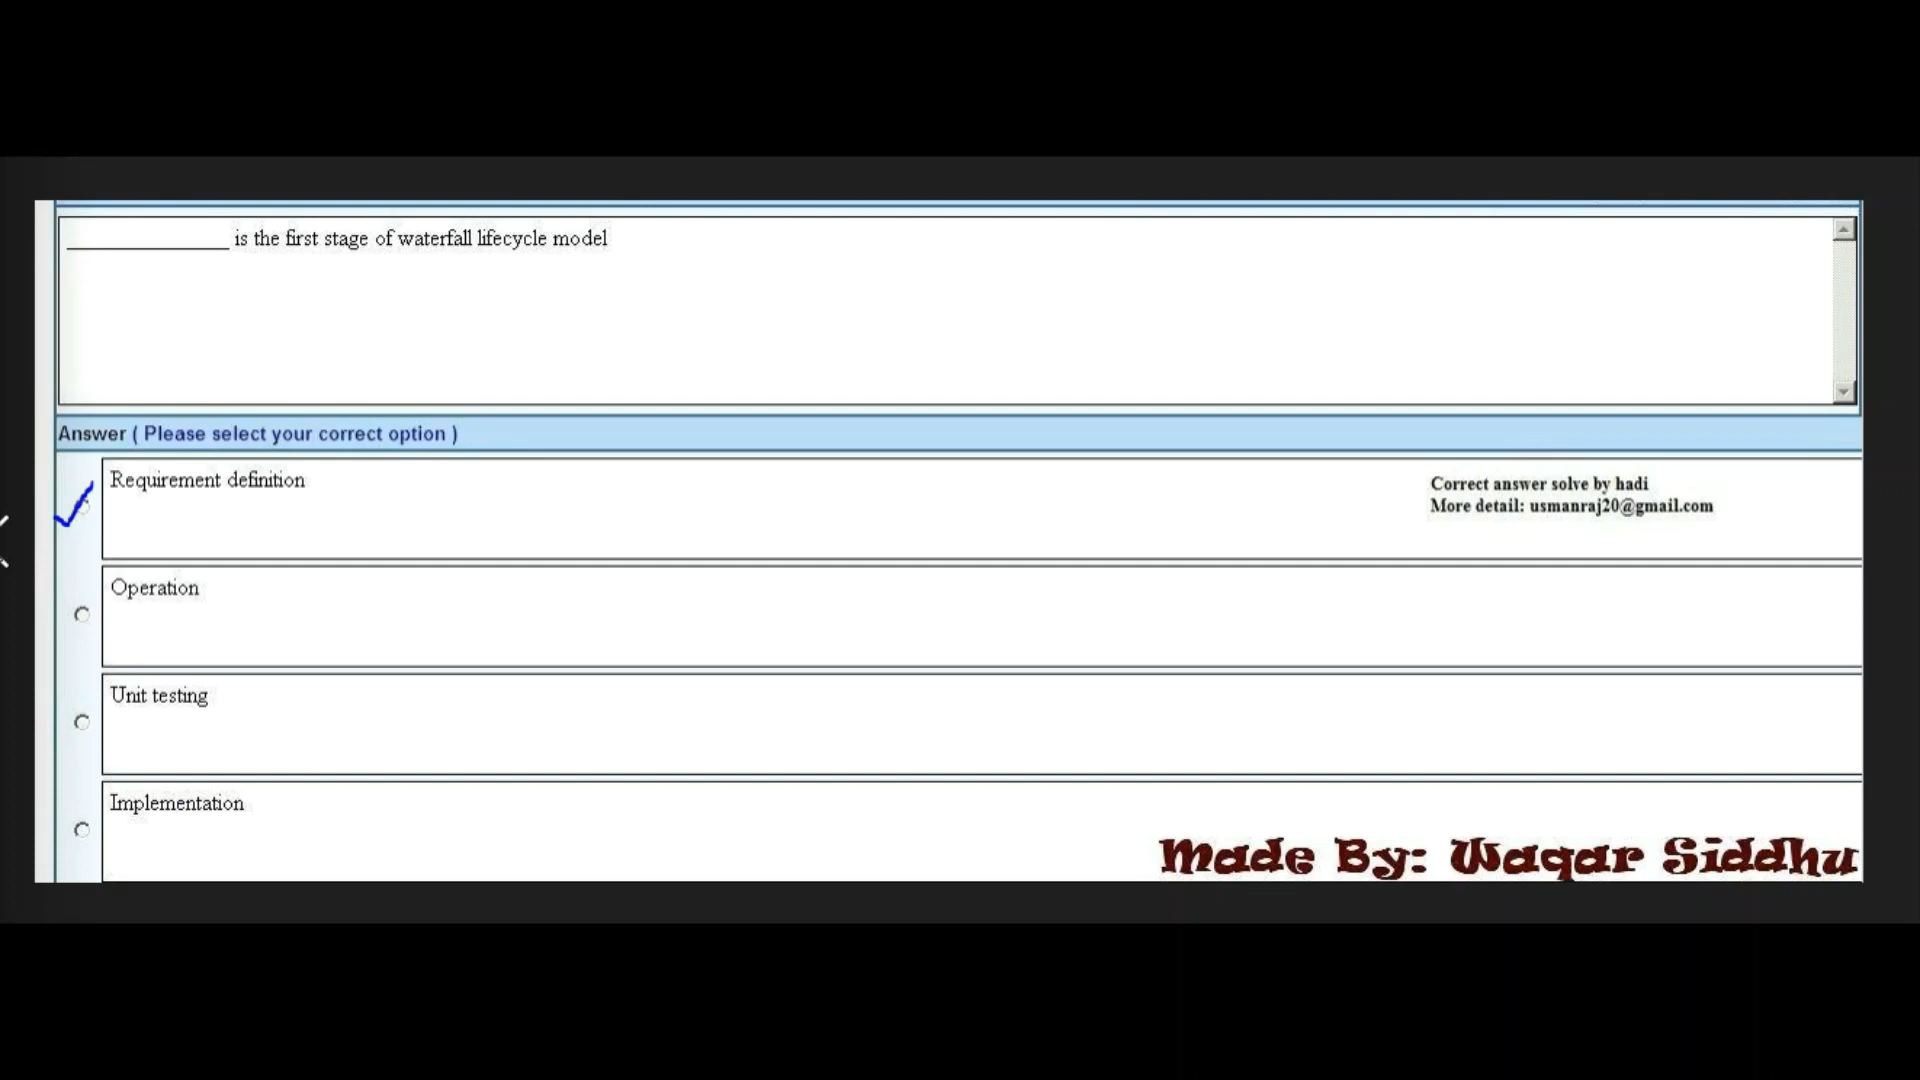 _______________ is the first stage of waterfall lifecycle model
Answer ( Please select your correct option )
Requirement definition
Correct answer solve by hadi
More detail: usmanraj20@gmail.com
Operation
Unit testing
Implementation
Made By: Waqar Siddhu